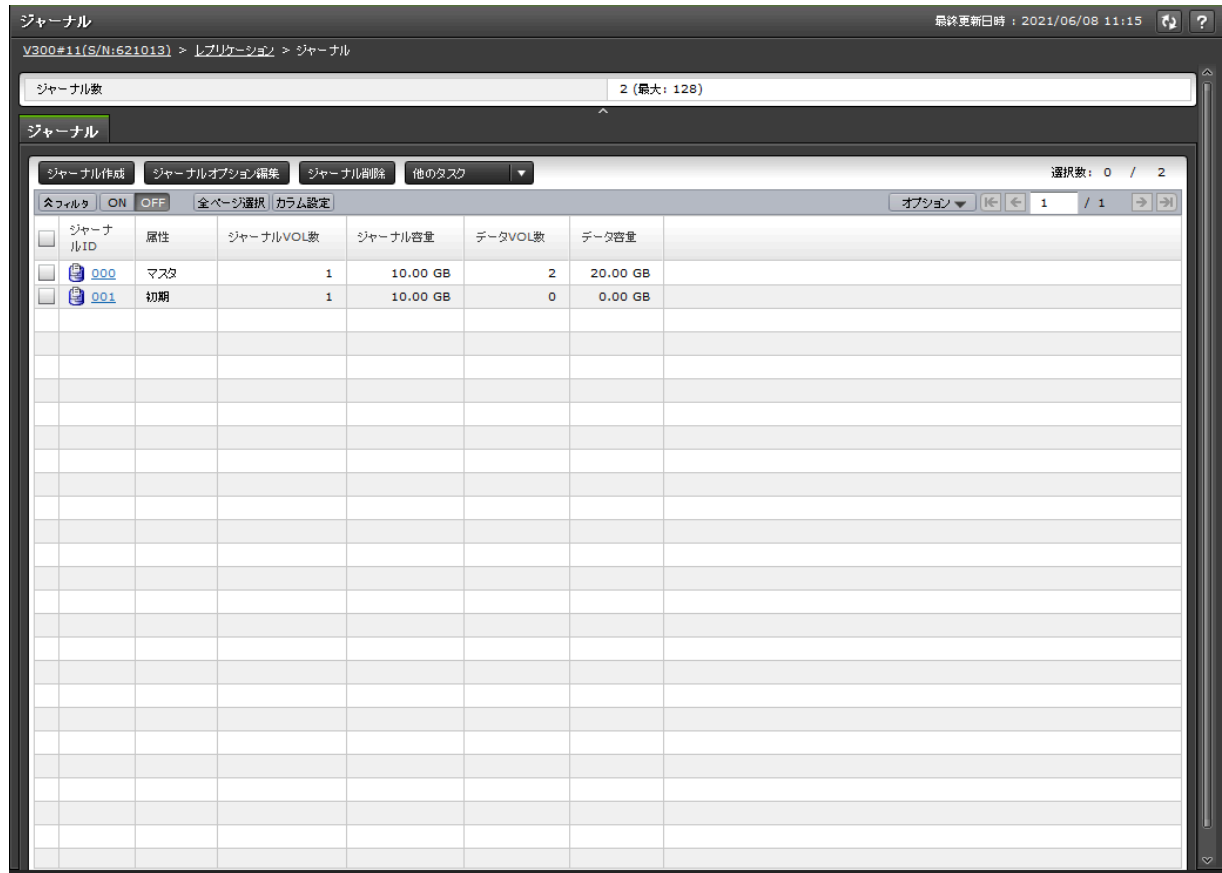 ジャーナル 最終更新日時 : 2021/06/08 11:15 ?
V300#11(S/N:621013) > レプリケーション > ジャーナル
ジャーナル数 2 (最大: 128)
ジャーナル
ジャーナル作成 ジャーナルオプション編集 ジャーナル削除 他のタスク 選択数: 0 / 2
フィルタ ON OFF 全ページ選択 カラム設定 オプション 1 / 1
ジャーナルID 属性 ジャーナルVOL数 ジャーナル容量 データVOL数 データ容量
000 マスタ 1 10.00 GB 2 20.00 GB
001 初期 1 10.00 GB 0 0.00 GB